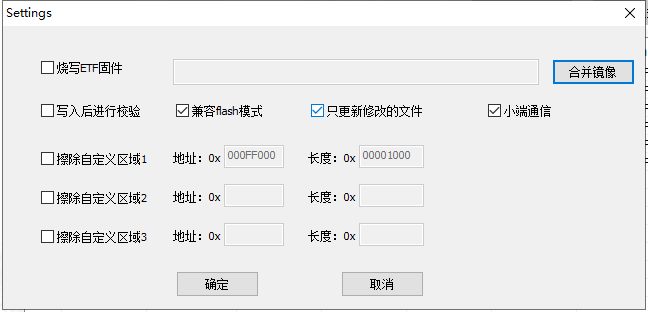 Settings
烧写ETF固件
合并镜像
写入后进行校验 兼容flash模式 只更新修改的文件 小端通信
擦除自定义区域1 地址：0x 000FF000 长度：0x 00001000
擦除自定义区域2 地址：0x 长度：0x
擦除自定义区域3 地址：0x 长度：0x
确定 取消